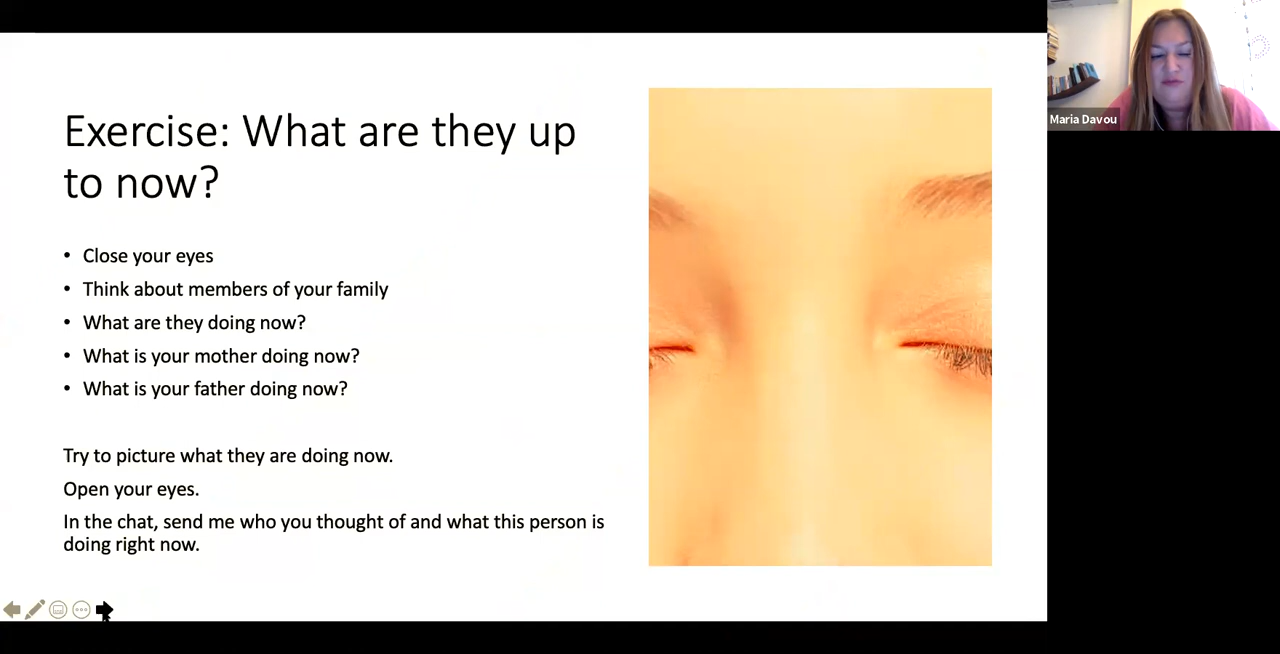 Exercise: What are they up
to now?
• Close your eyes
• Think about members of your family
• What are they doing now?
• What is your mother doing now?
• What is your father doing now?
Try to picture what they are doing now.
Open your eyes.
In the chat, send me who you thought of and what this person is
doing right now.
Maria Davou